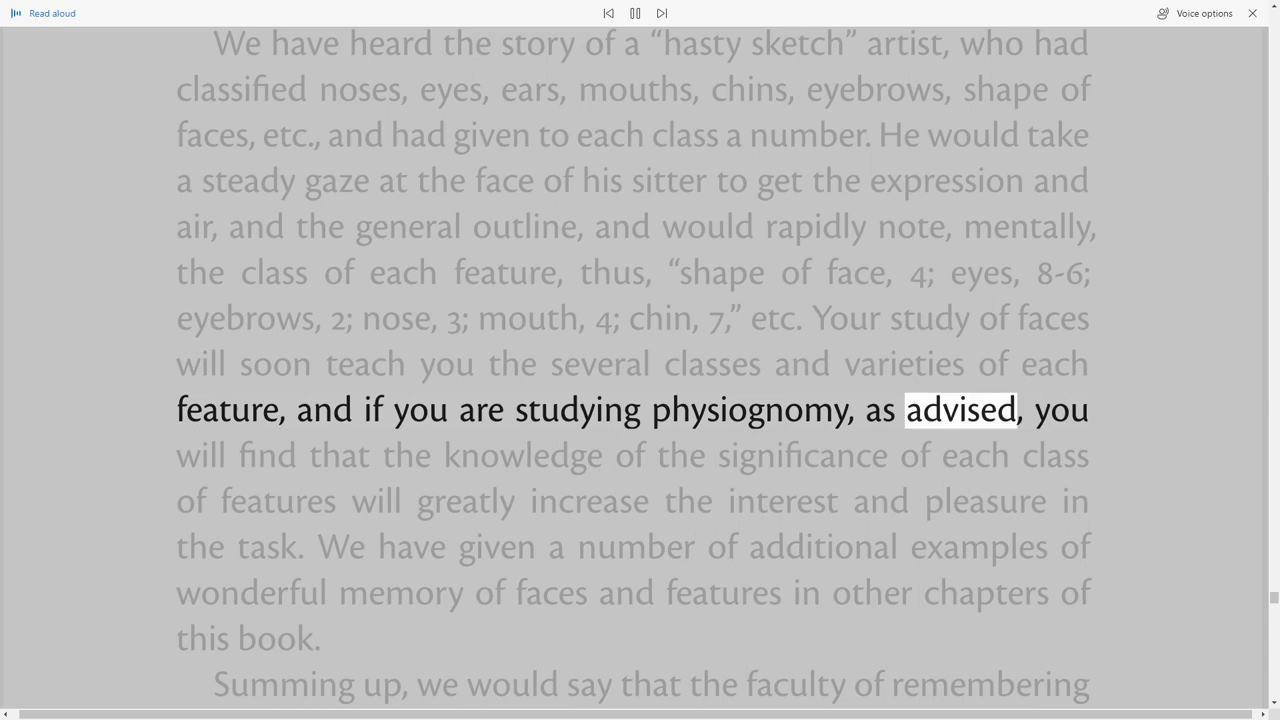 Read aloud
Voice options
We have heard the story of a “hasty sketch” artist, who had
classified noses, eyes, ears, mouths, chins, eyebrows, shape of
faces, etc., and had given to each class a number. He would take
a steady gaze at the face of his sitter to get the expression and
air, and the general outline, and would rapidly note, mentally,
the class of each feature, thus, “shape of face, 4; eyes, 8-6;
eyebrows, 2; nose, 3; mouth, 4; chin, 7,” etc. Your study of faces
will soon teach you the several classes and varieties of each
feature, and if you are studying physiognomy, as advised, you
will find that the knowledge of the significance of each class
of features will greatly increase the interest and pleasure in
the task. We have given a number of additional examples of
wonderful memory of faces and features in other chapters of
this book.
Summing up, we would say that the faculty of remembering